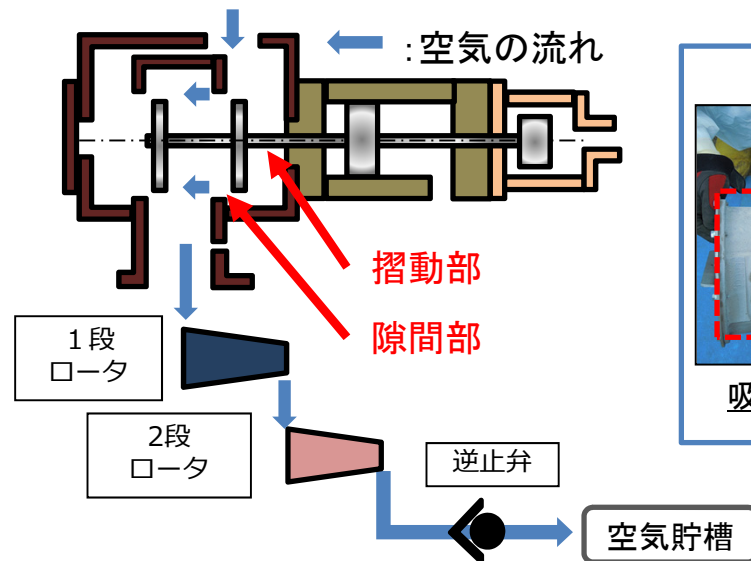 :空気の流れ
摺動部
隙間部
１段
ロータ
2段
ロータ
逆止弁
空気貯槽
吸